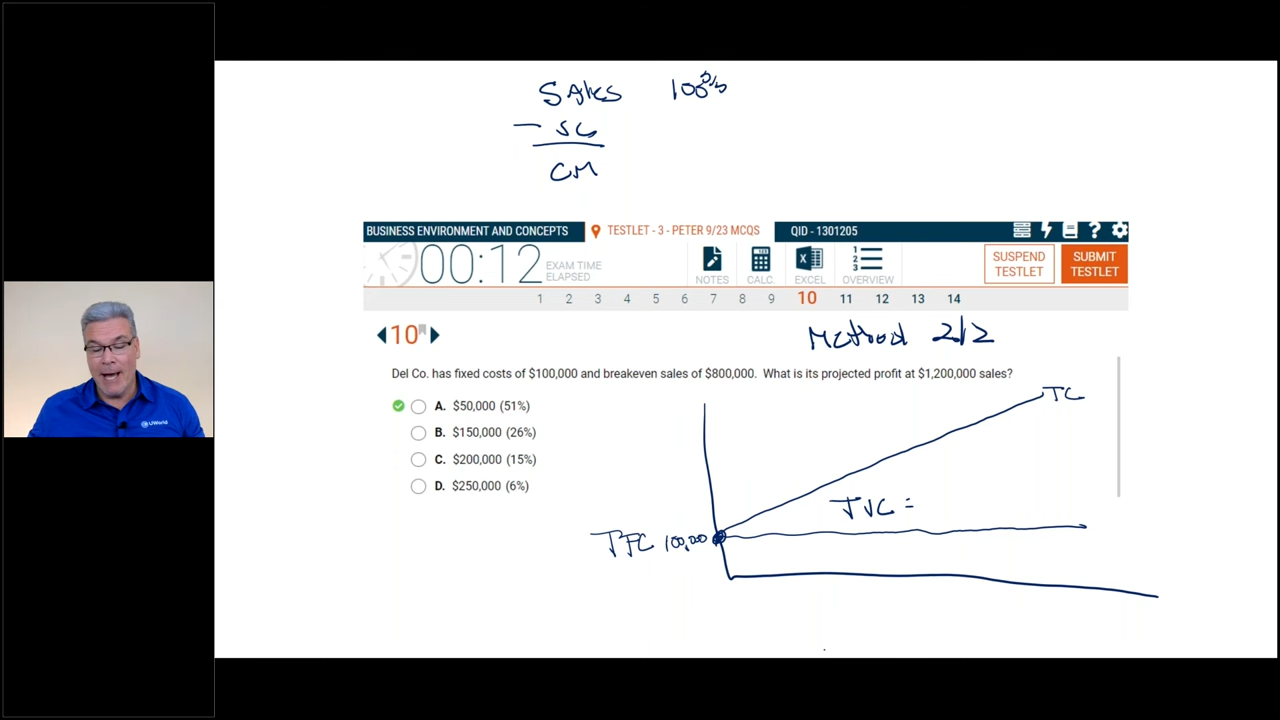 Sales 100%
- VC
CM
BUSINESS ENVIRONMENT AND CONCEPTS
TESTLET - 3 - PETER 9/23 MCQS
QID - 1301205
00:12 EXAM TIME ELAPSED
NOTES
CALC.
EXCEL
OVERVIEW
SUSPEND TESTLET
SUBMIT TESTLET
1 2 3 4 5 6 7 8 9 10 11 12 13 14
10
Method 2/2
Del Co. has fixed costs of $100,000 and breakeven sales of $800,000. What is its projected profit at $1,200,000 sales?
A. $50,000 (51%)
B. $150,000 (26%)
C. $200,000 (15%)
D. $250,000 (6%)
TC
TVC =
TFC 100,000
UWorld